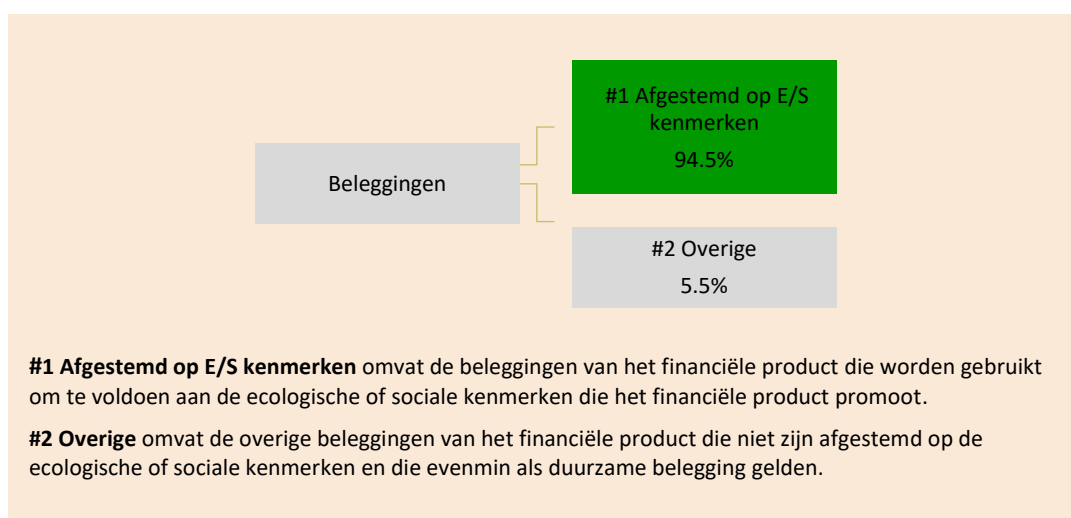 #1 Afgestemd op E/S
kenmerken
94.5%
Beleggingen
#2 Overige
5.5%
#1 Afgestemd op E/S kenmerken omvat de beleggingen van het financiële product die worden gebruikt
om te voldoen aan de ecologische of sociale kenmerken die het financiële product promoot.
#2 Overige omvat de overige beleggingen van het financiële product die niet zijn afgestemd op de
ecologische of sociale kenmerken en die evenmin als duurzame belegging gelden.